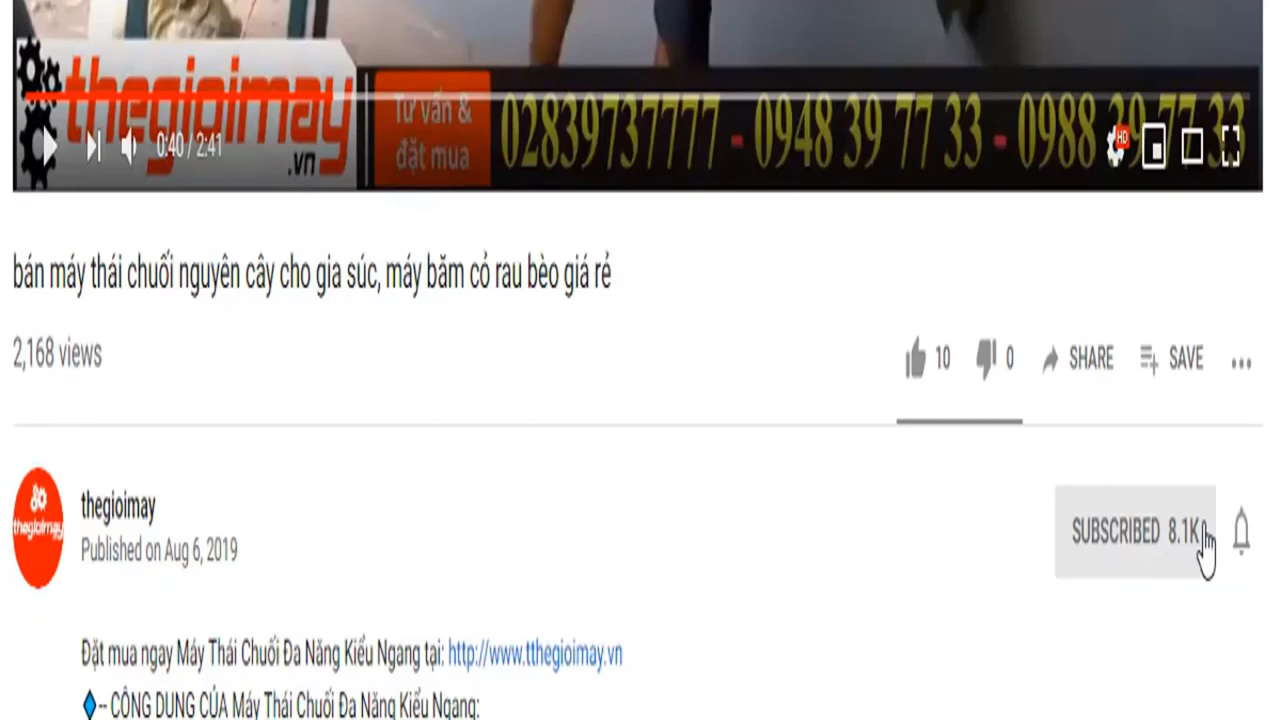 thegioimay
.vn
Tư vấn &
đặt mua
02839737777 - 0948 39 77 33 - 0988 39 77 33
0:40 / 2:41
HD
bán máy thái chuối nguyên cây cho gia súc, máy băm cỏ rau bèo giá rẻ
2,168 views
10 0 SHARE SAVE
thegioimay
thegioimay
Published on Aug 6, 2019
SUBSCRIBED 8.1K
Đặt mua ngay Máy Thái Chuối Đa Năng Kiểu Ngang tại: http://www.tthegioimay.vn
-- CÔNG DỤNG CỦA Máy Thái Chuối Đa Năng Kiểu Ngang: